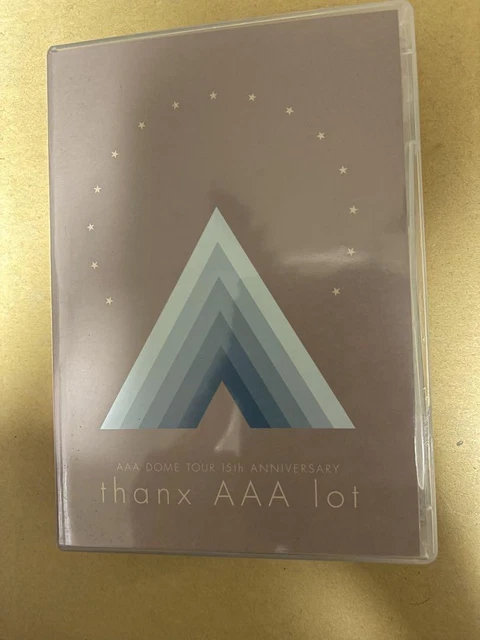 AAA DOME TOUR 15th ANNIVERSARY
thanx AAA lot